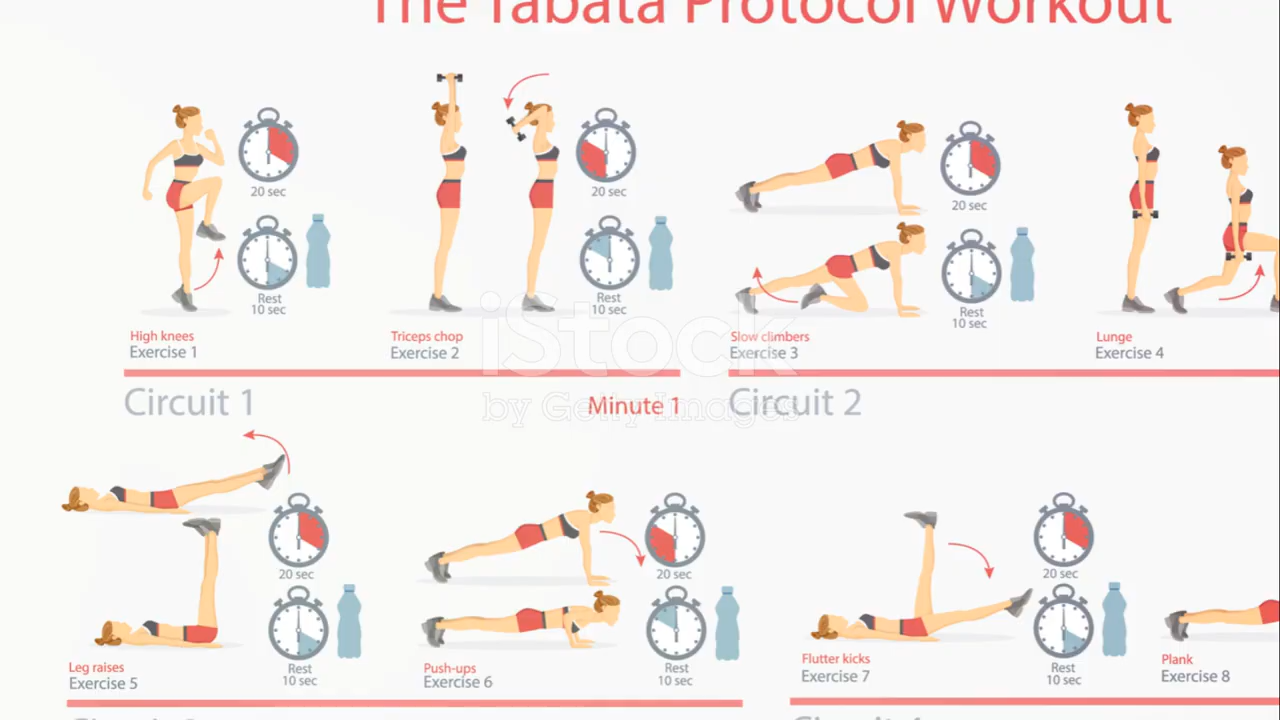 The Tabata Protocol Workout
20 sec
Rest
10 sec
High knees
Exercise 1
20 sec
Rest
10 sec
Triceps chop
Exercise 2
20 sec
Rest
10 sec
Slow climbers
Exercise 3
Lunge
Exercise 4
iStock
by Getty Images
Circuit 1
Minute 1
Circuit 2
20 sec
Rest
10 sec
Leg raises
Exercise 5
20 sec
Rest
10 sec
Push-ups
Exercise 6
20 sec
Rest
10 sec
Flutter kicks
Exercise 7
Plank
Exercise 8